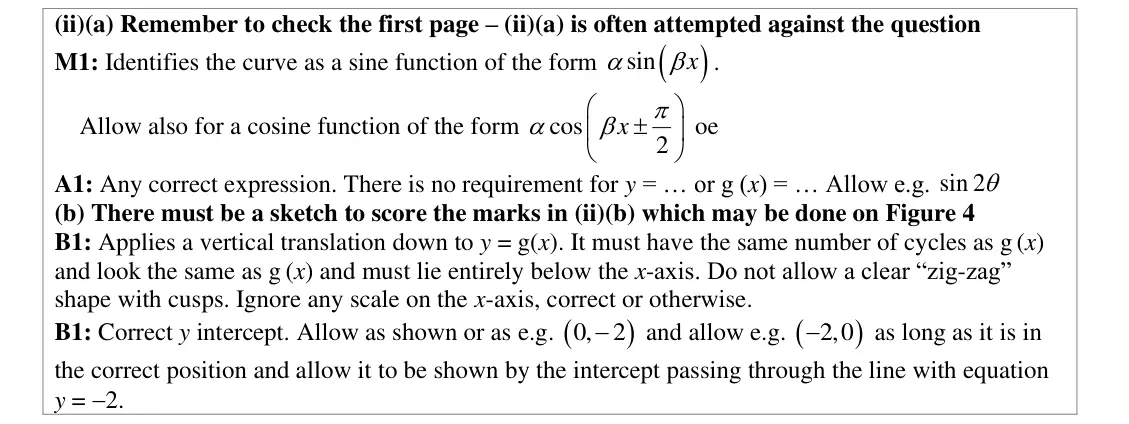 (ii)(a) Remember to check the first page – (ii)(a) is often attempted against the question
M1: Identifies the curve as a sine function of the form α sin(βx).
Allow also for a cosine function of the form α cos(βx ± π/2) oe
A1: Any correct expression. There is no requirement for y = … or g (x) = … Allow e.g. sin 2θ
(b) There must be a sketch to score the marks in (ii)(b) which may be done on Figure 4
B1: Applies a vertical translation down to y = g(x). It must have the same number of cycles as g (x)
and look the same as g (x) and must lie entirely below the x-axis. Do not allow a clear “zig-zag”
shape with cusps. Ignore any scale on the x-axis, correct or otherwise.
B1: Correct y intercept. Allow as shown or as e.g. (0, −2) and allow e.g. (−2,0) as long as it is in
the correct position and allow it to be shown by the intercept passing through the line with equation
y = −2.